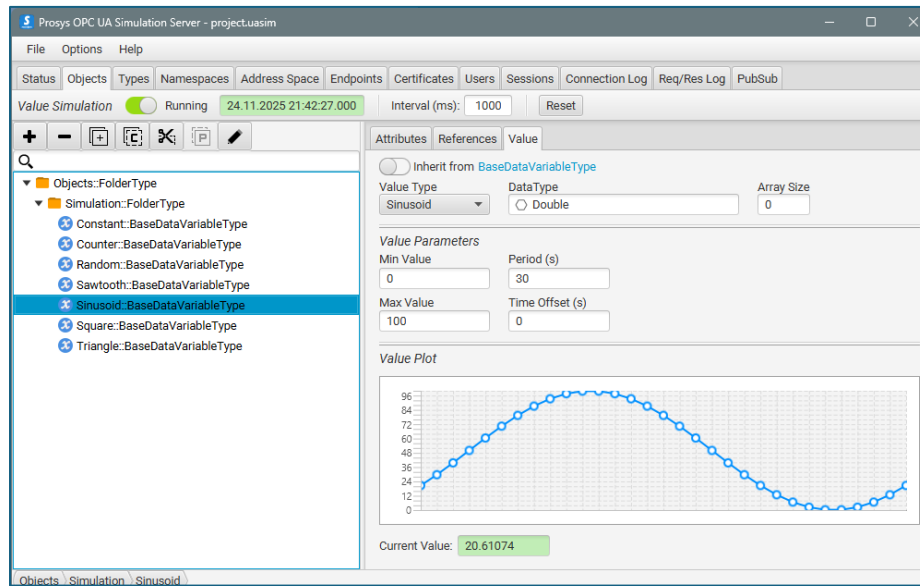 Prosys OPC UA Simulation Server - project.uasim
File Options Help
Status Objects Types Namespaces Address Space Endpoints Certificates Users Sessions Connection Log Req/Res Log PubSub
Value Simulation Running 24.11.2025 21:42:27.000 Interval (ms): 1000 Reset
Attributes References Value
Objects::FolderType
Simulation::FolderType
Constant::BaseDataVariableType
Counter::BaseDataVariableType
Random::BaseDataVariableType
Sawtooth::BaseDataVariableType
Sinusoid::BaseDataVariableType
Square::BaseDataVariableType
Triangle::BaseDataVariableType
Inherit from BaseDataVariableType
Value Type DataType Array Size
Sinusoid Double 0
Value Parameters
Min Value Period (s)
0 30
Max Value Time Offset (s)
100 0
Value Plot
96
84
72
60
48
36
24
12
0
Current Value: 20.61074
Objects Simulation Sinusoid